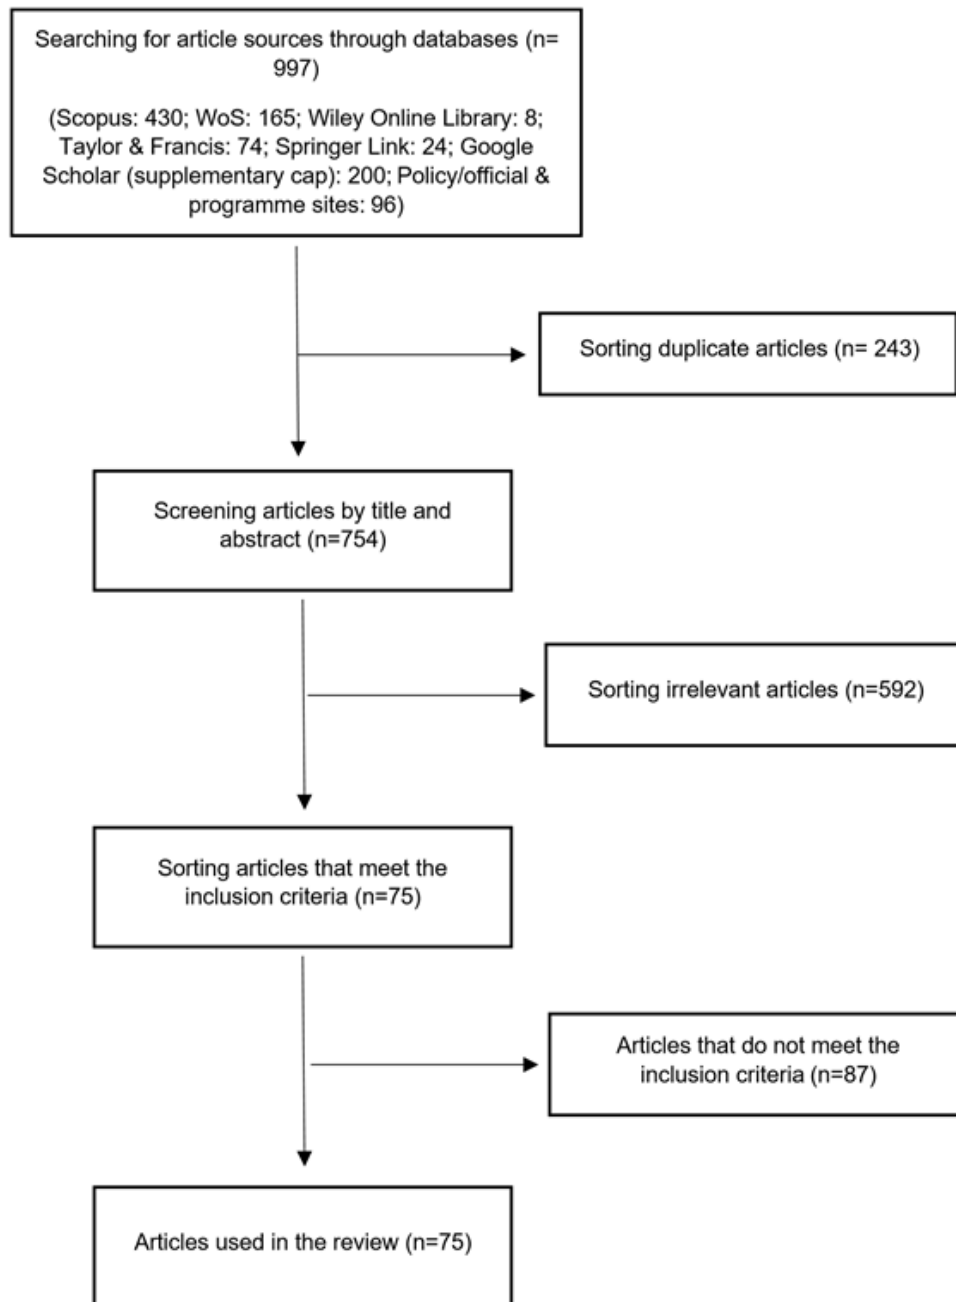 Searching for article sources through databases (n=
997)
(Scopus: 430; WoS: 165; Wiley Online Library: 8;
Taylor & Francis: 74; Springer Link: 24; Google
Scholar (supplementary cap): 200; Policy/official &
programme sites: 96)
Sorting duplicate articles (n= 243)
Screening articles by title and
abstract (n=754)
Sorting irrelevant articles (n=592)
Sorting articles that meet the
inclusion criteria (n=75)
Articles that do not meet the
inclusion criteria (n=87)
Articles used in the review (n=75)